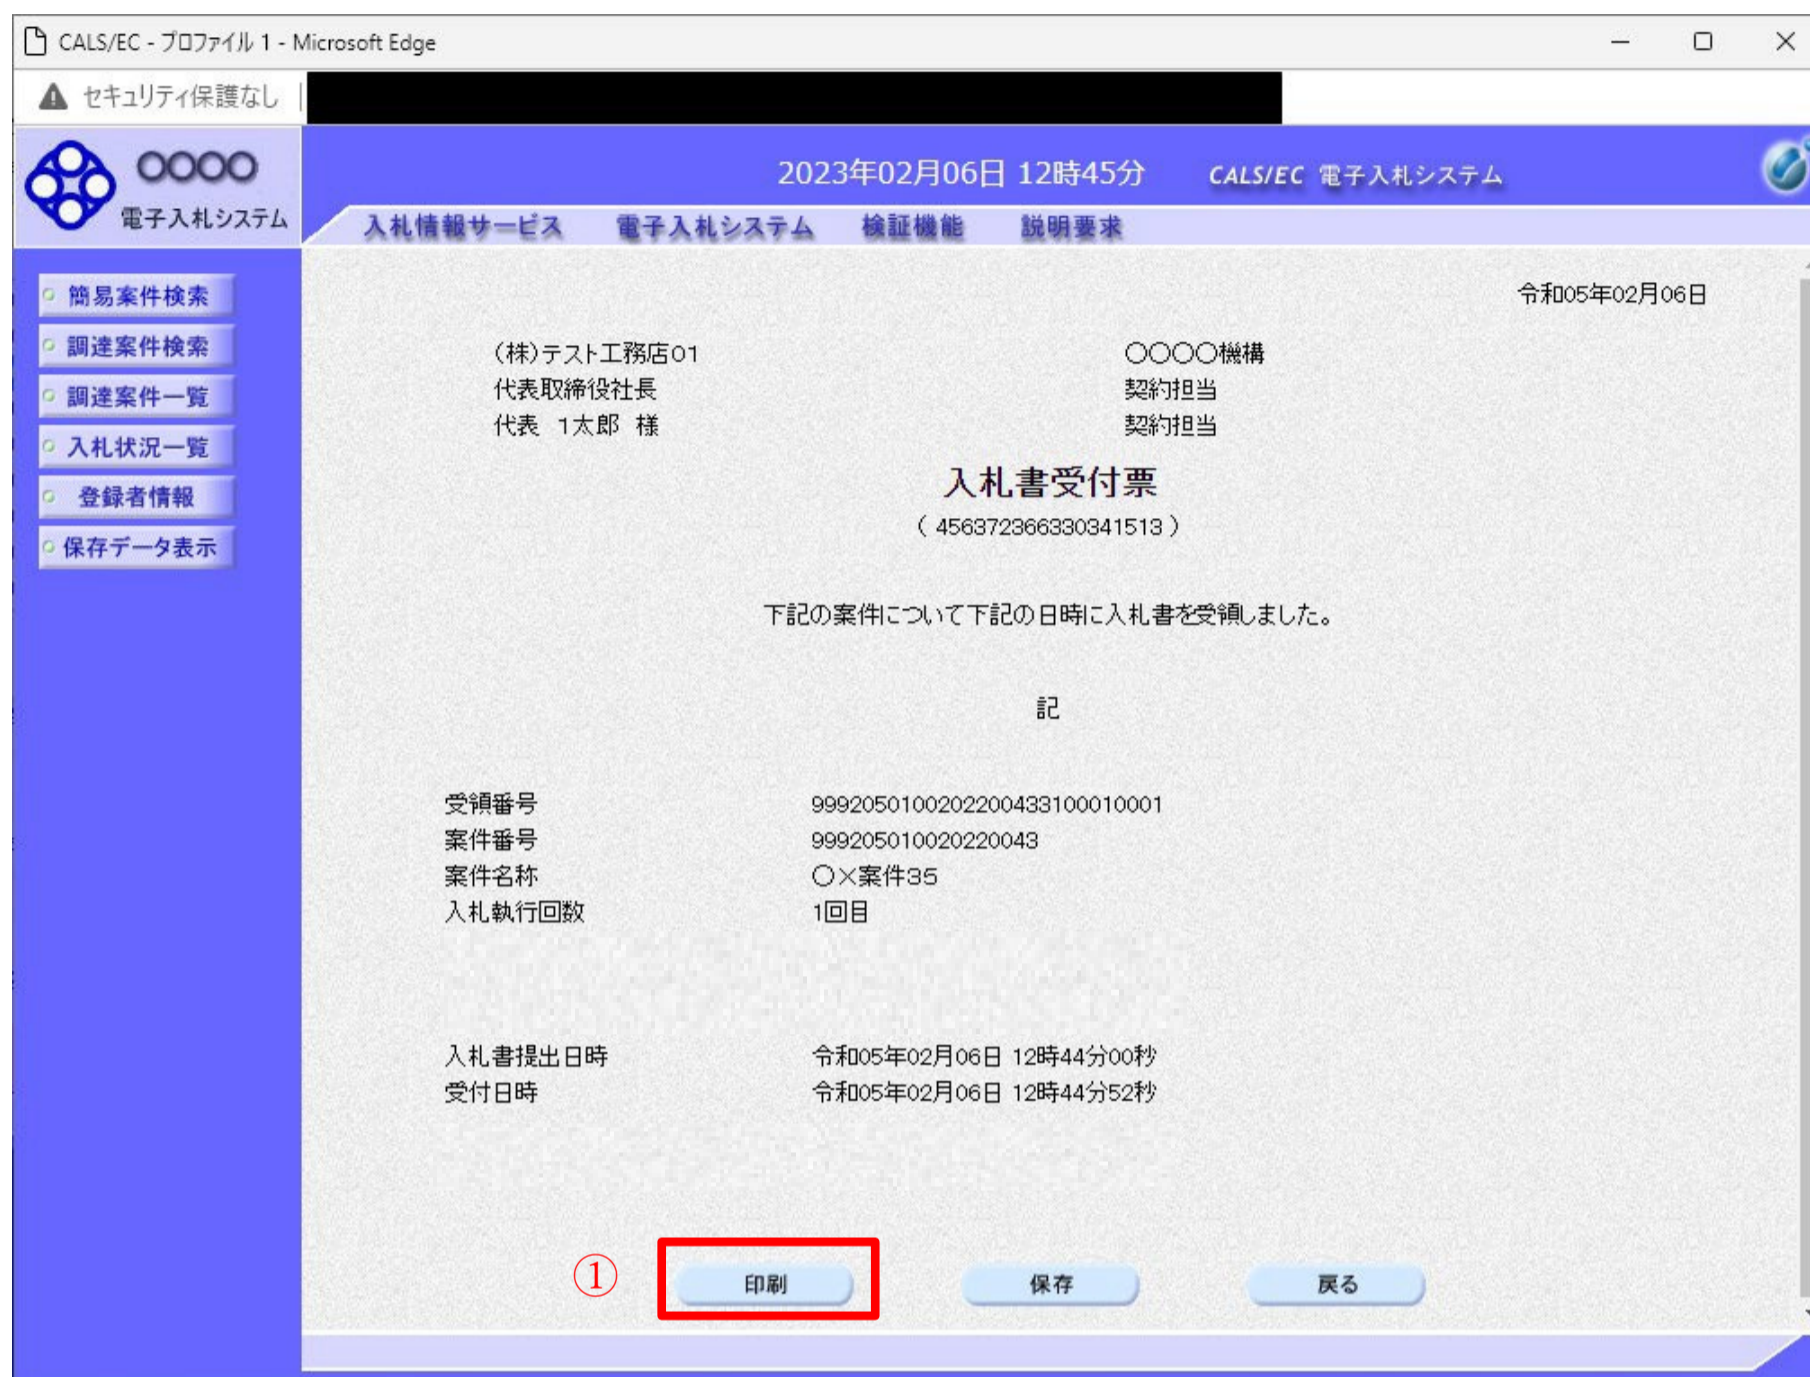 CALS/EC - プロファイル 1 - Microsoft Edge
セキュリティ保護なし
〇〇〇〇
電子入札システム
2023年02月06日 12時45分
CALS/EC 電子入札システム
入札情報サービス 電子入札システム 検証機能 説明要求
簡易案件検索
調達案件検索
調達案件一覧
入札状況一覧
登録者情報
保存データ表示
令和05年02月06日
(株)テスト工務店01
代表取締役社長
代表 1太郎 様
〇〇〇〇機構
契約担当
契約担当
入札書受付票
( 456372366330341513 )
下記の案件について下記の日時に入札書を受領しました。
記
受領番号 9992050100202200433100010001
案件番号 999205010020220043
案件名称 〇×案件35
入札執行回数 1回目
入札書提出日時 令和05年02月06日 12時44分00秒
受付日時 令和05年02月06日 12時44分52秒
① 印刷 保存 戻る